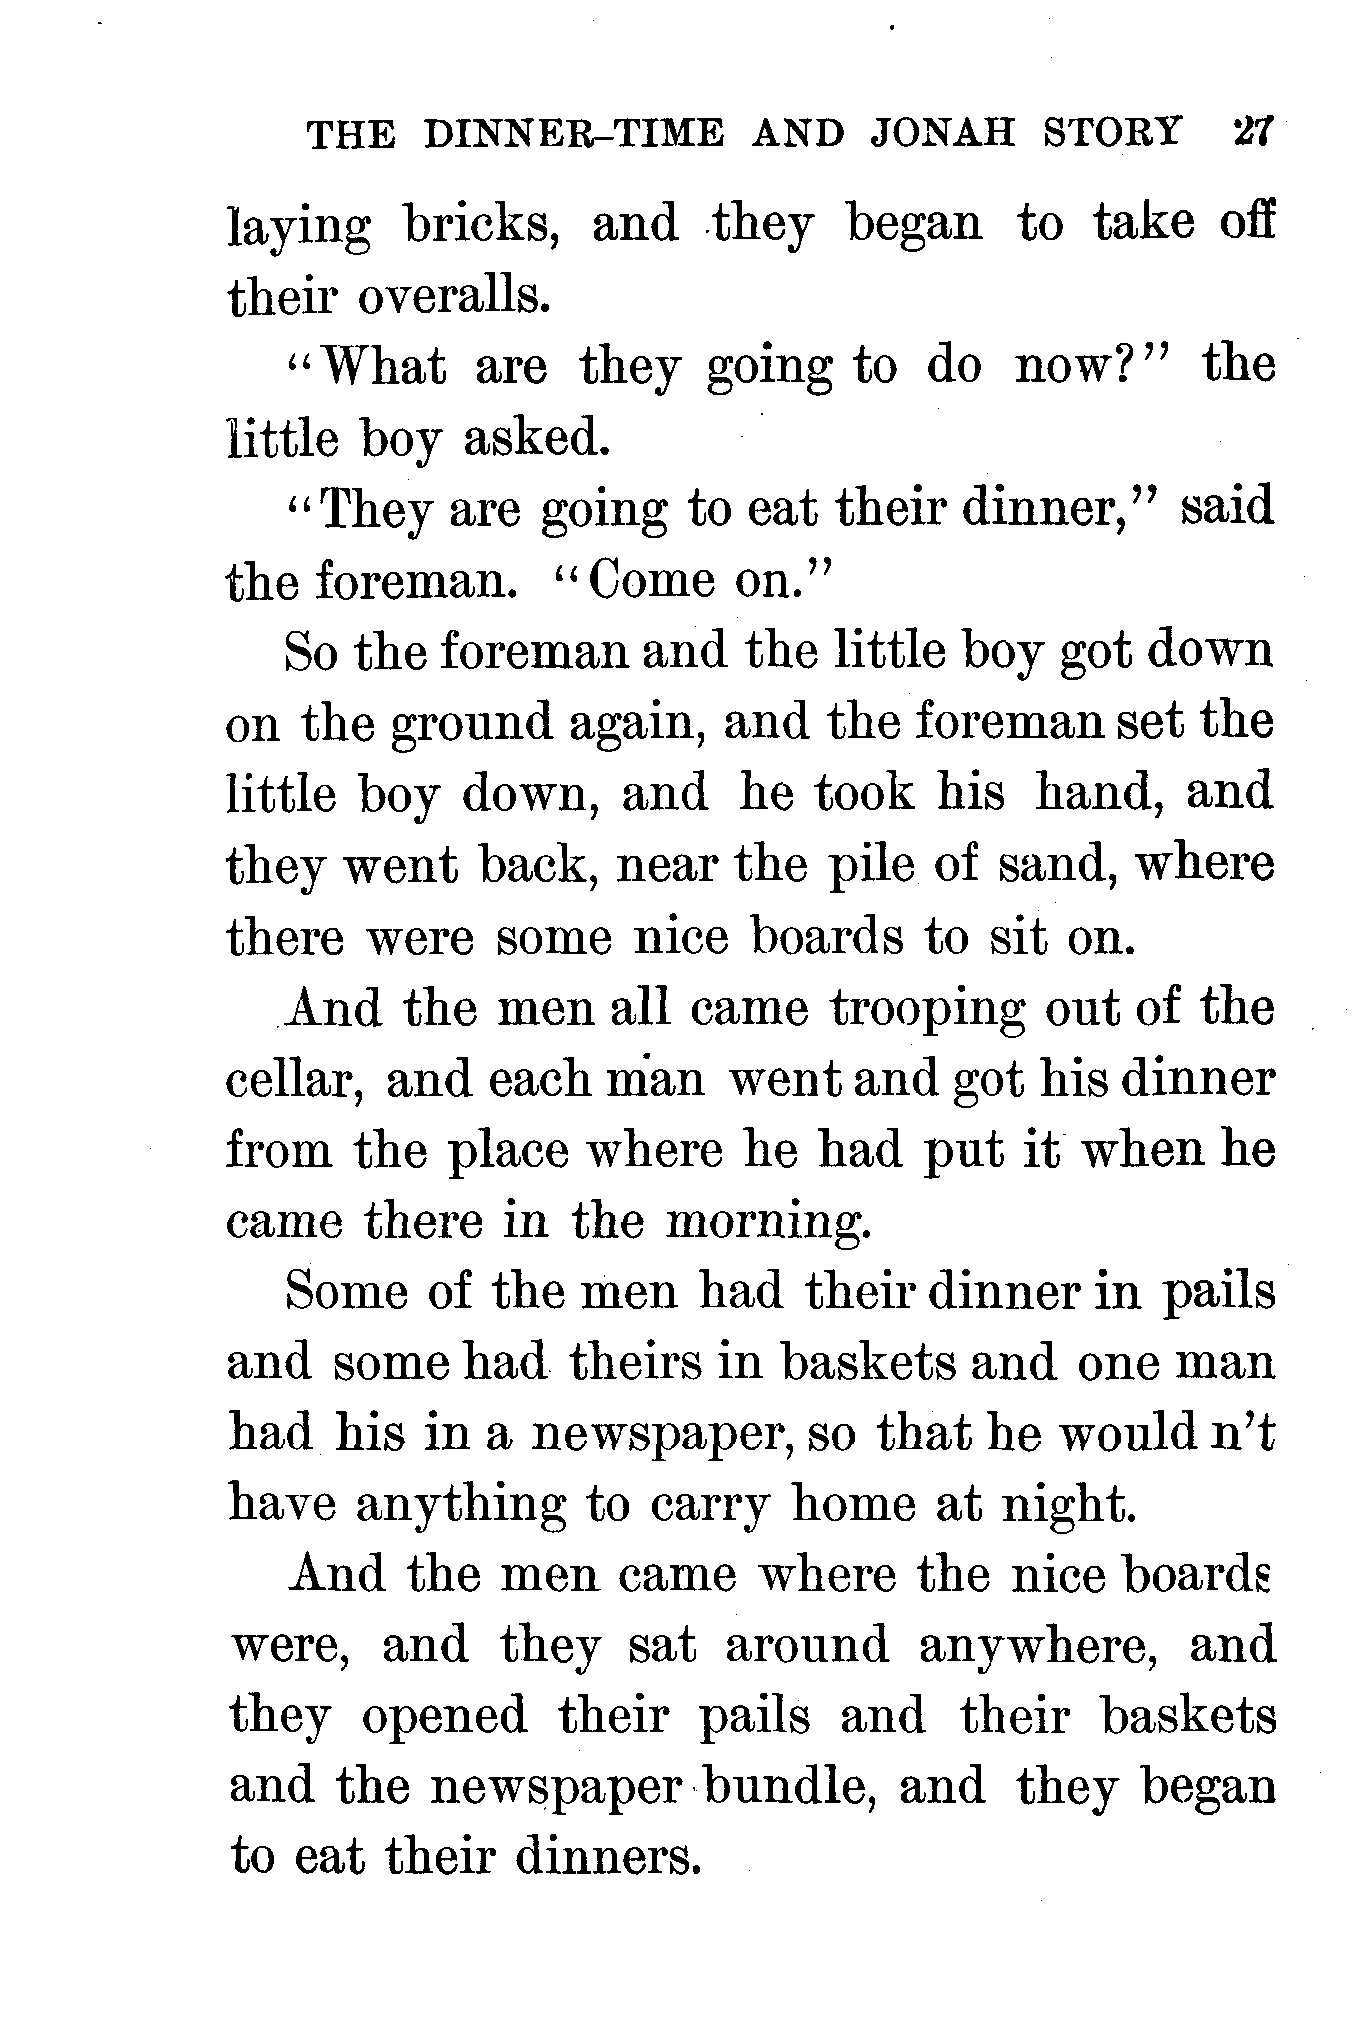 THE DINNER-TIME AND JONAH STORY 27
laying bricks, and they began to take off
their overalls.
"What are they going to do now?" the
little boy asked.
"They are going to eat their dinner," said
the foreman. "Come on."
So the foreman and the little boy got down
on the ground again, and the foreman set the
little boy down, and he took his hand, and
they went back, near the pile of sand, where
there were some nice boards to sit on.
And the men all came trooping out of the
cellar, and each man went and got his dinner
from the place where he had put it when he
came there in the morning.
Some of the men had their dinner in pails
and some had theirs in baskets and one man
had his in a newspaper, so that he would n't
have anything to carry home at night.
And the men came where the nice boards
were, and they sat around anywhere, and
they opened their pails and their baskets
and the newspaper bundle, and they began
to eat their dinners.